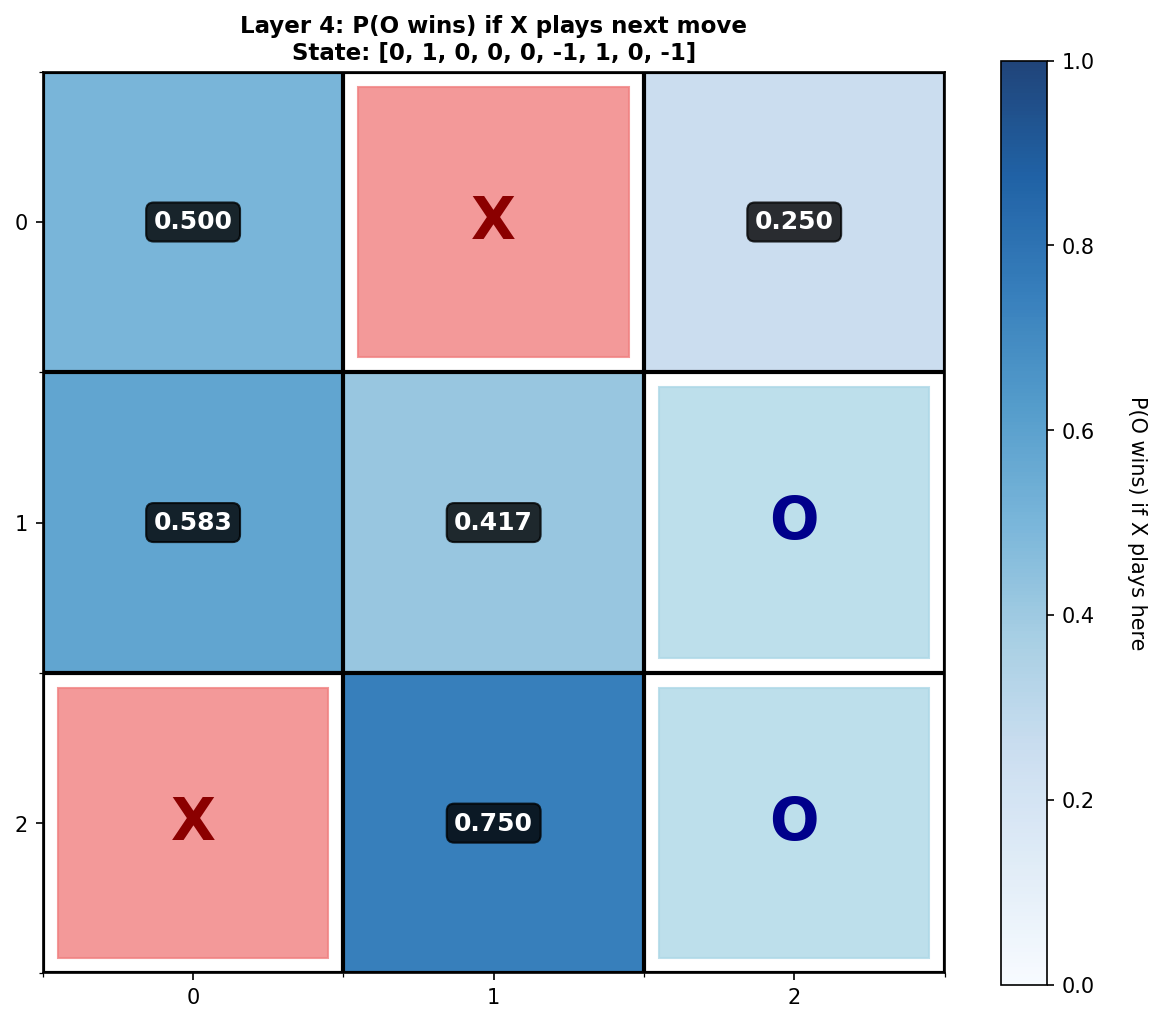 Layer 4: P(O wins) if X plays next move
State: [0, 1, 0, 0, 0, -1, 1, 0, -1]
0
0.500
X
0.250
1
0.583
0.417
O
2
X
0.750
O
0
1
2
1.0
0.8
0.6
0.4
0.2
0.0
P(O wins) if X plays here